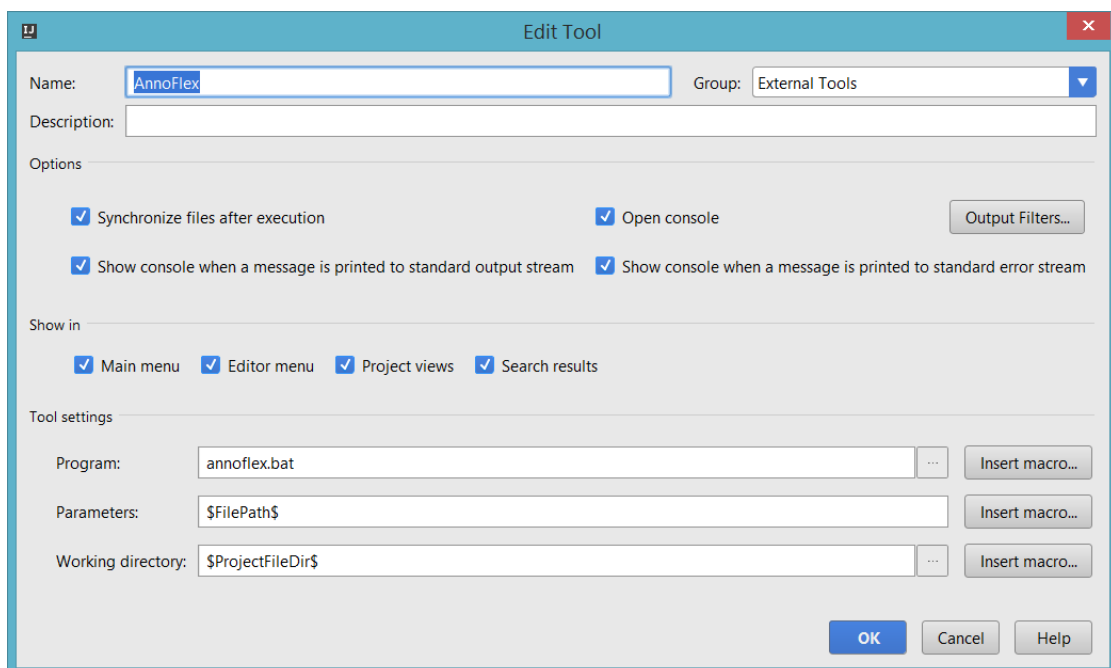 IJ
Edit Tool
Name: AnnoFlex Group: External Tools
Description:
Options
Synchronize files after execution Open console Output Filters...
Show console when a message is printed to standard output stream Show console when a message is printed to standard error stream
Show in
Main menu Editor menu Project views Search results
Tool settings
Program: annoflex.bat ... Insert macro...
Parameters: $FilePath$ Insert macro...
Working directory: $ProjectFileDir$ ... Insert macro...
OK Cancel Help